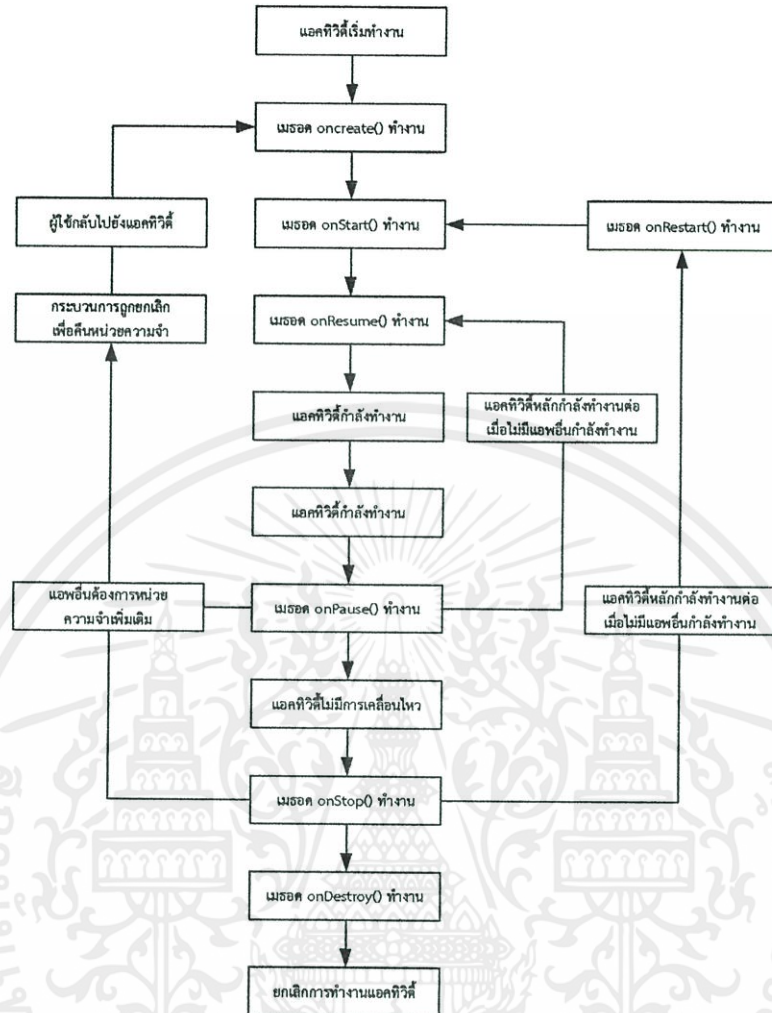 แอคทิวิตี้เริ่มทำงาน
เมธอด oncreate() ทำงาน
ผู้ใช้กลับไปยังแอคทิวิตี้
เมธอด onStart() ทำงาน
เมธอด onRestart() ทำงาน
กระบวนการถูกยกเลิก
เพื่อคืนหน่วยความจำ
เมธอด onResume() ทำงาน
แอคทิวิตี้กำลังทำงาน
แอคทิวิตี้หลักกำลังทำงานต่อ
เมื่อไม่มีแอพอื่นกำลังทำงาน
แอคทิวิตี้กำลังทำงาน
แอพอื่นต้องการหน่วย
ความจำเพิ่มเติม
เมธอด onPause() ทำงาน
แอคทิวิตี้หลักกำลังทำงานต่อ
เมื่อไม่มีแอพอื่นกำลังทำงาน
แอคทิวิตี้ไม่มีการเคลื่อนไหว
เมธอด onStop() ทำงาน
เมธอด onDestroy() ทำงาน
ยกเลิกการทำงานแอคทิวิตี้